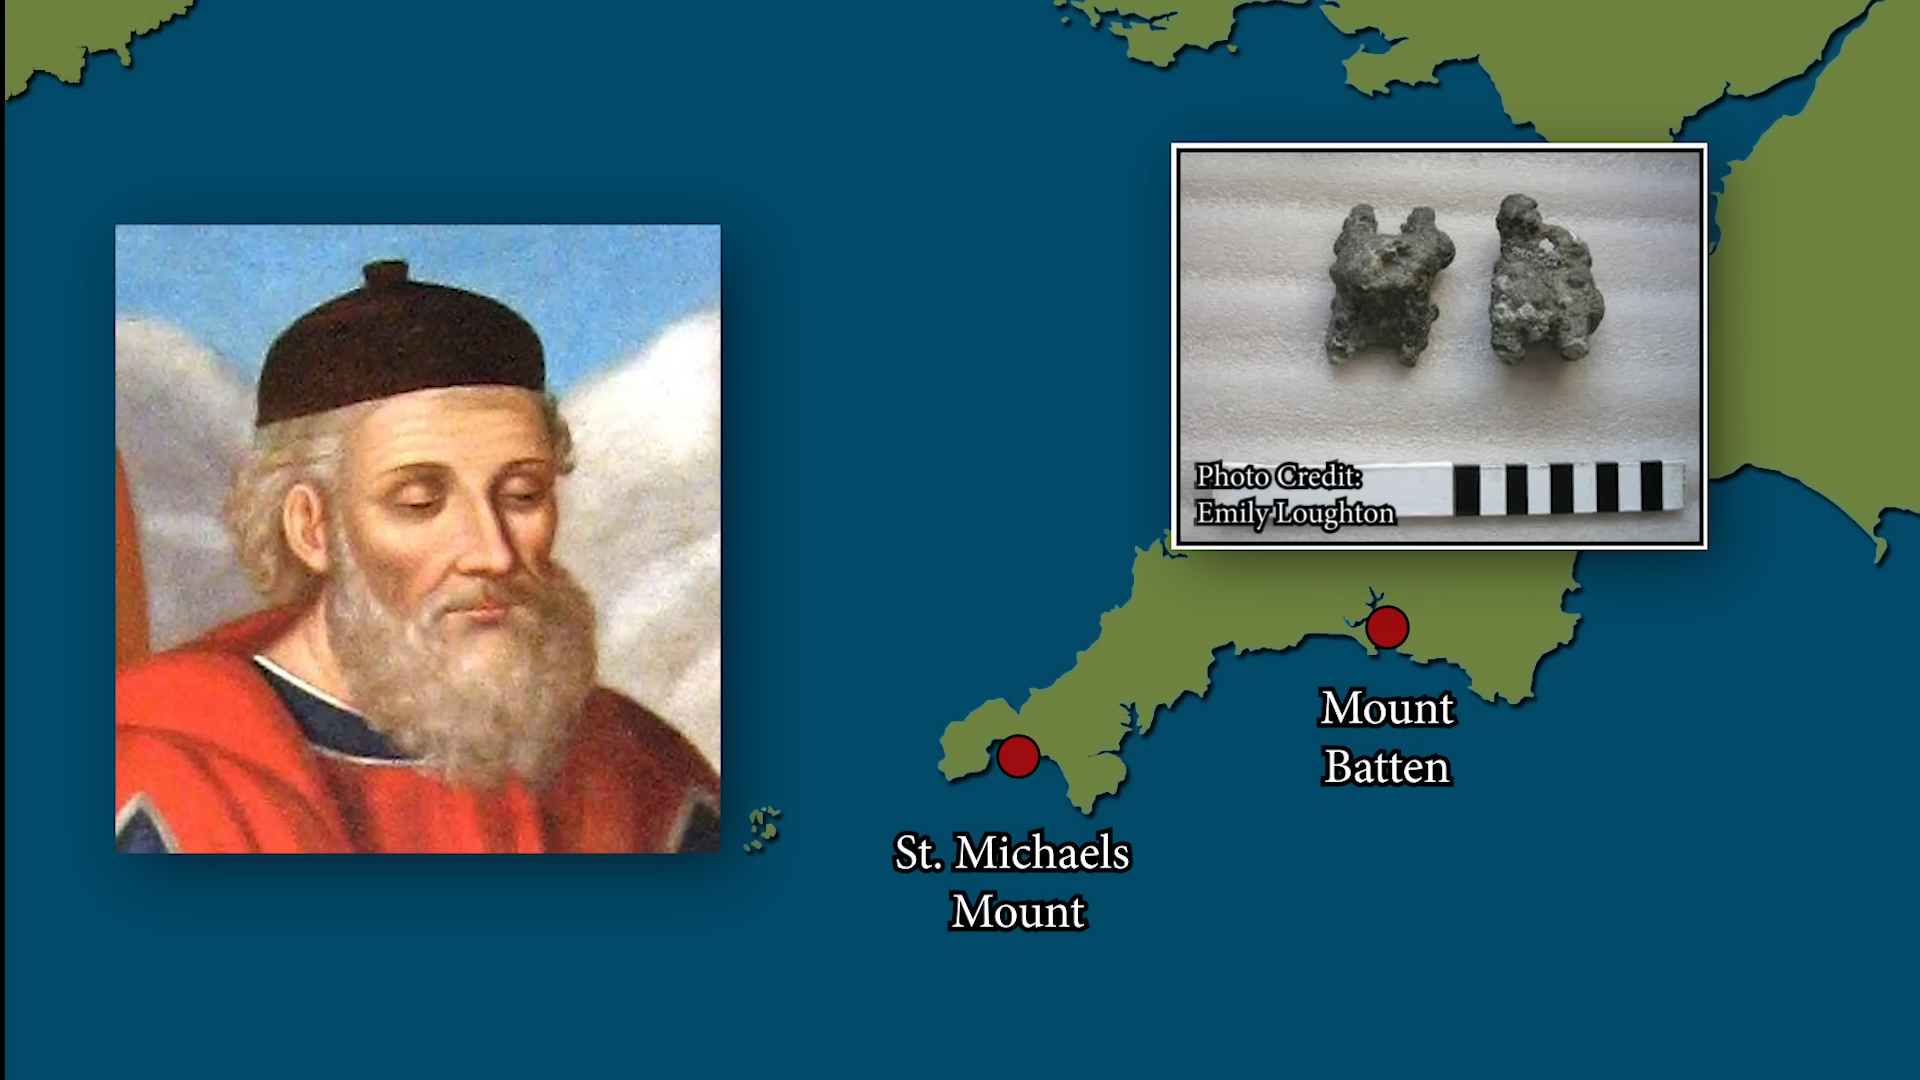 Photo Credit:
Emily Loughton
Mount
Batten
St. Michaels
Mount